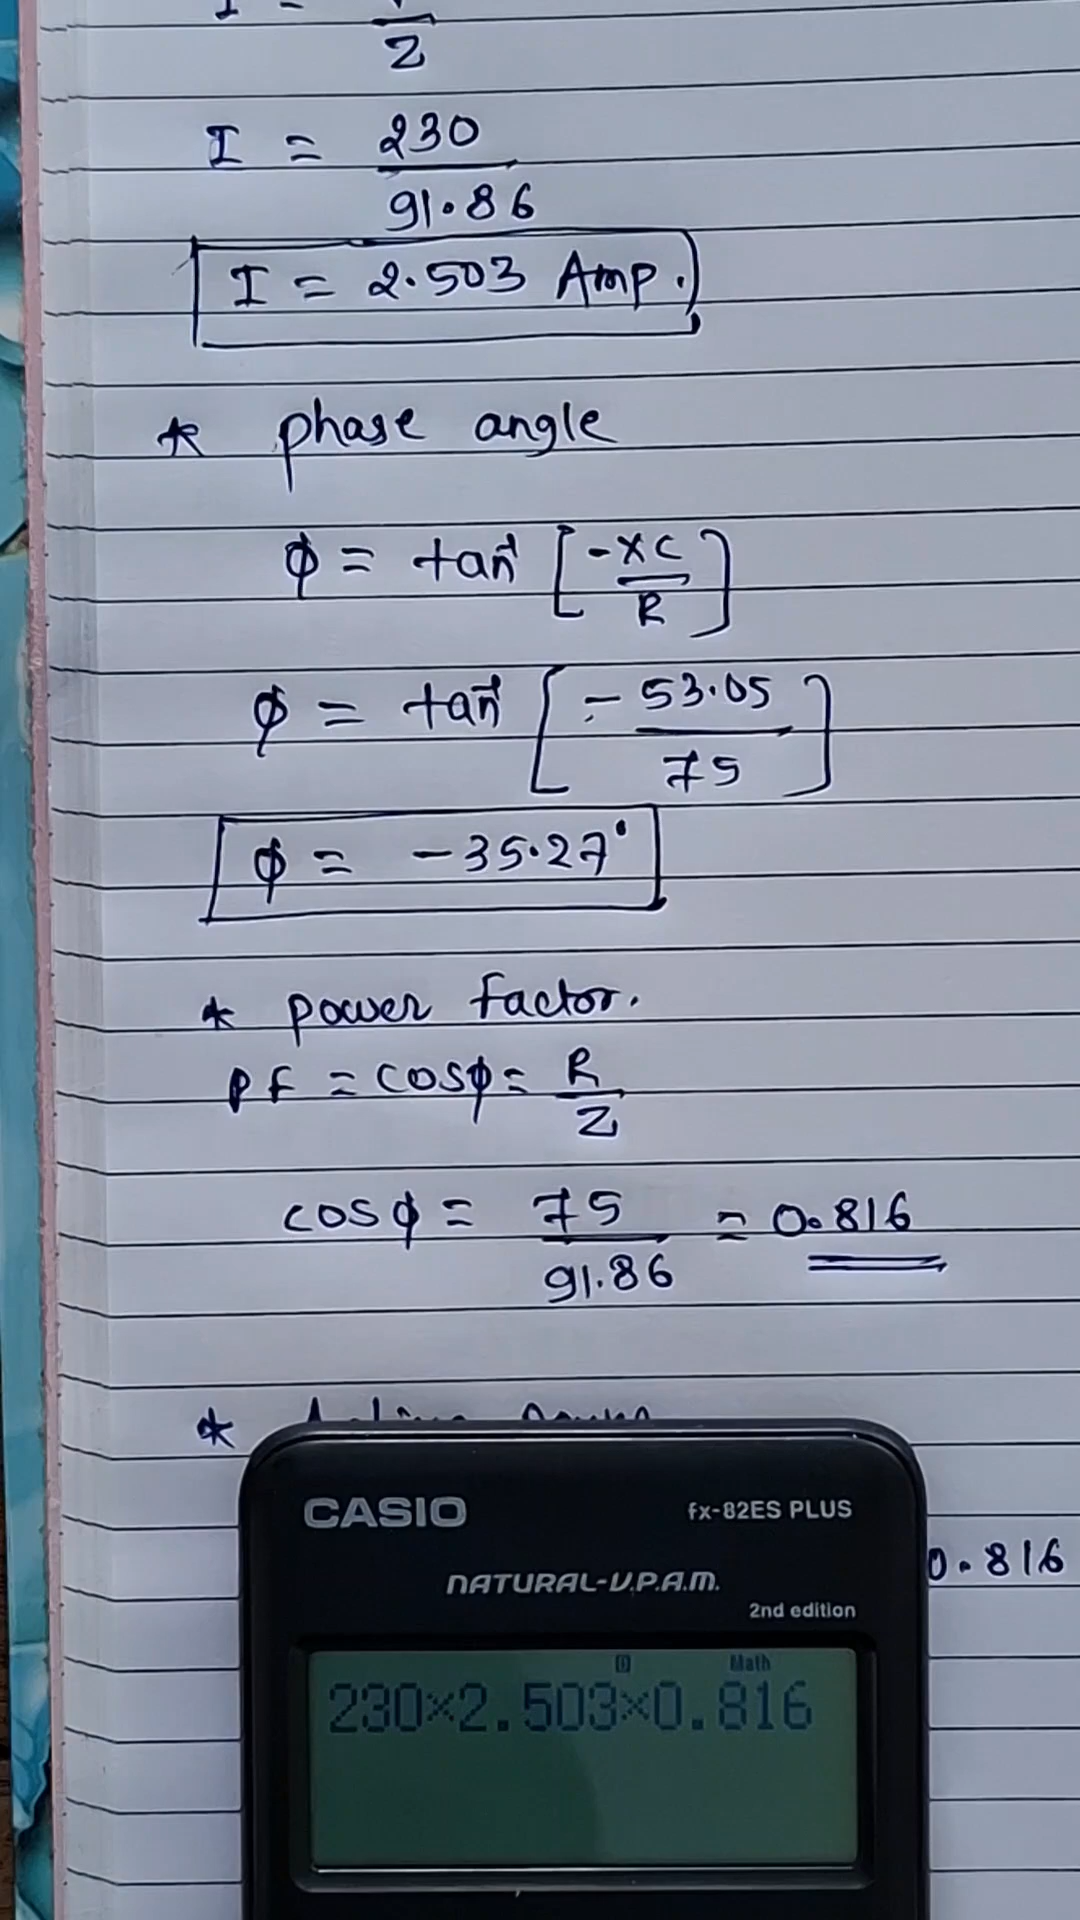 Z
I = 230
91.86
I = 2.503 Amp.
* phase angle
ϕ = tan⁻¹ [-XC
R]
ϕ = tan⁻¹ [- 53.05
75]
ϕ = -35.27°
* power factor.
PF = cosϕ = R
Z
cosϕ = 75 = 0.816
91.86
*
CASIO fx-82ES PLUS
0.816
NATURAL-V.P.A.M.
2nd edition
D Math
230×2.503×0.816